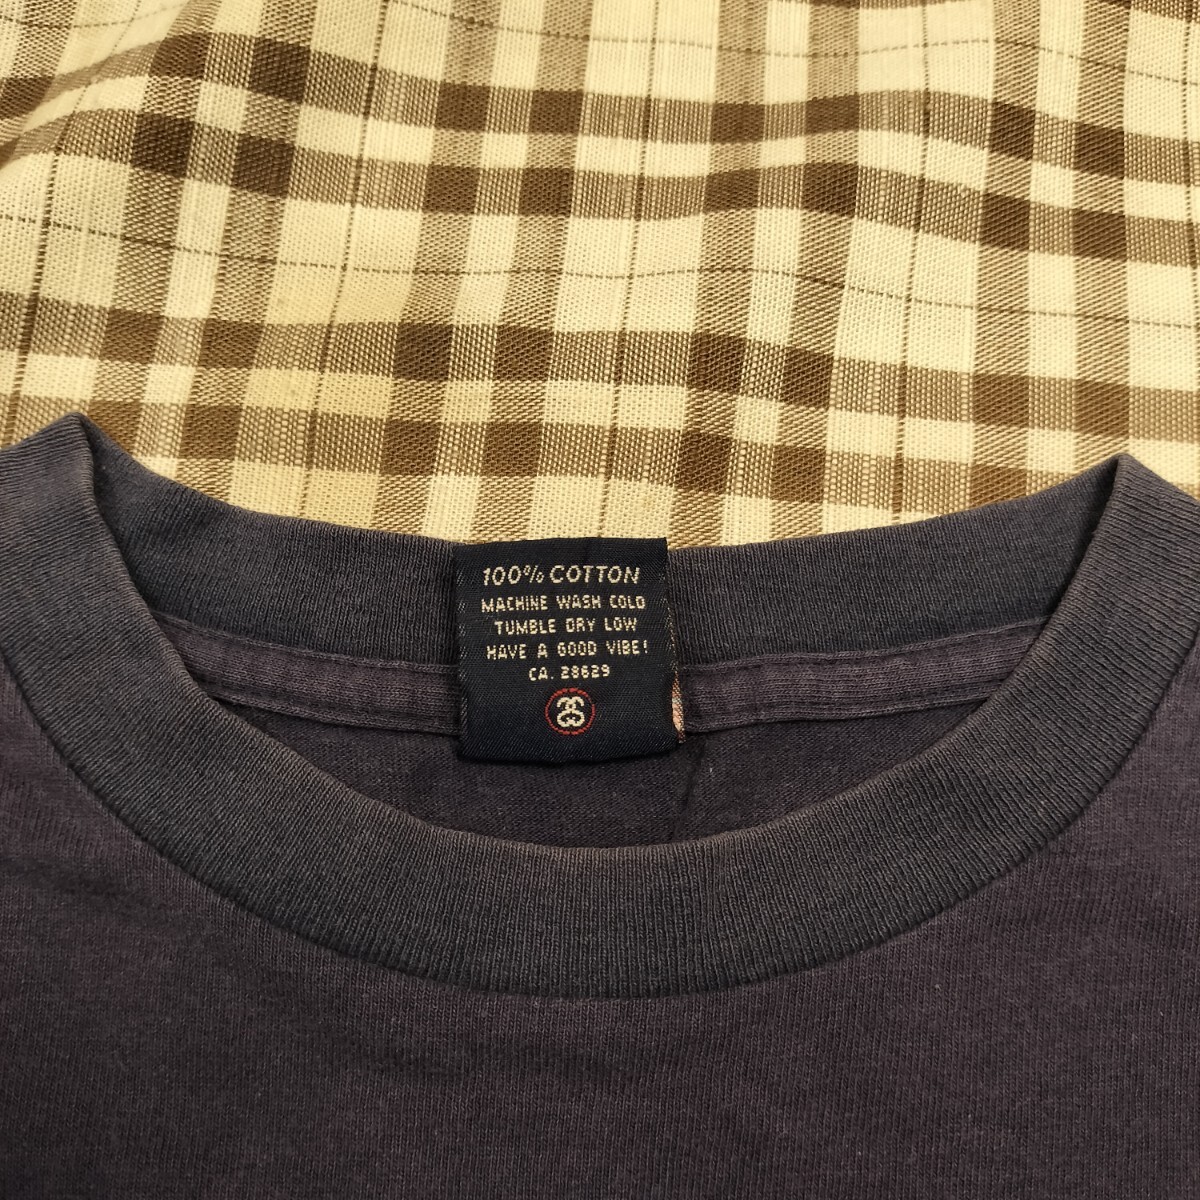 100% COTTON
MACHINE WASH COLD
TUMBLE DRY LOW
HAVE A GOOD VIBE!
CA. 28629